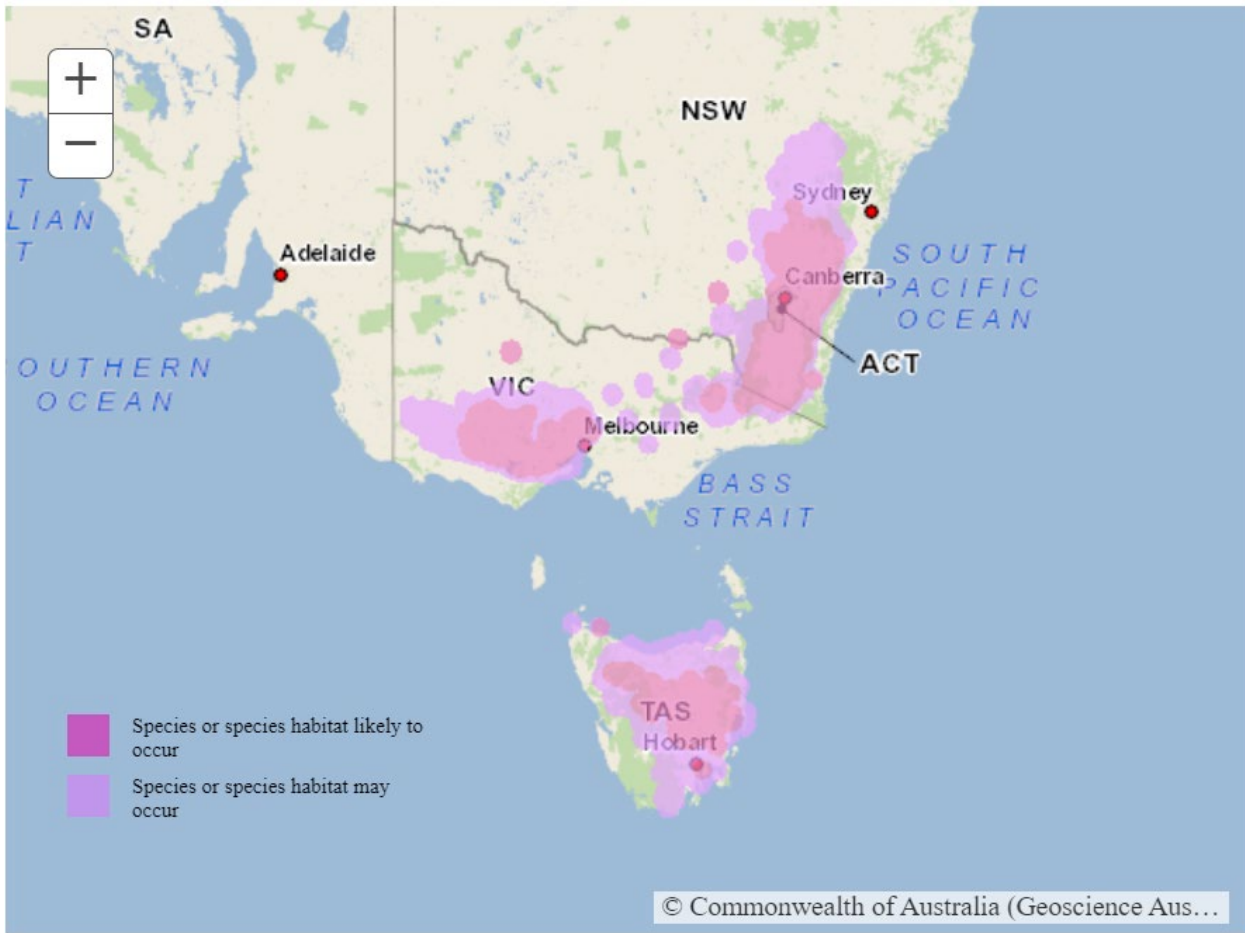 SA
+
−
NSW
Sydney
T
LIAN
T
Adelaide
SOUTH
PACIFIC
OCEAN
Canberra
ACT
OUTHERN
OCEAN
VIC
Melbourne
BASS
STRAIT
TAS
Hobart
Species or species habitat likely to
occur
Species or species habitat may
occur
© Commonwealth of Australia (Geoscience Aus…